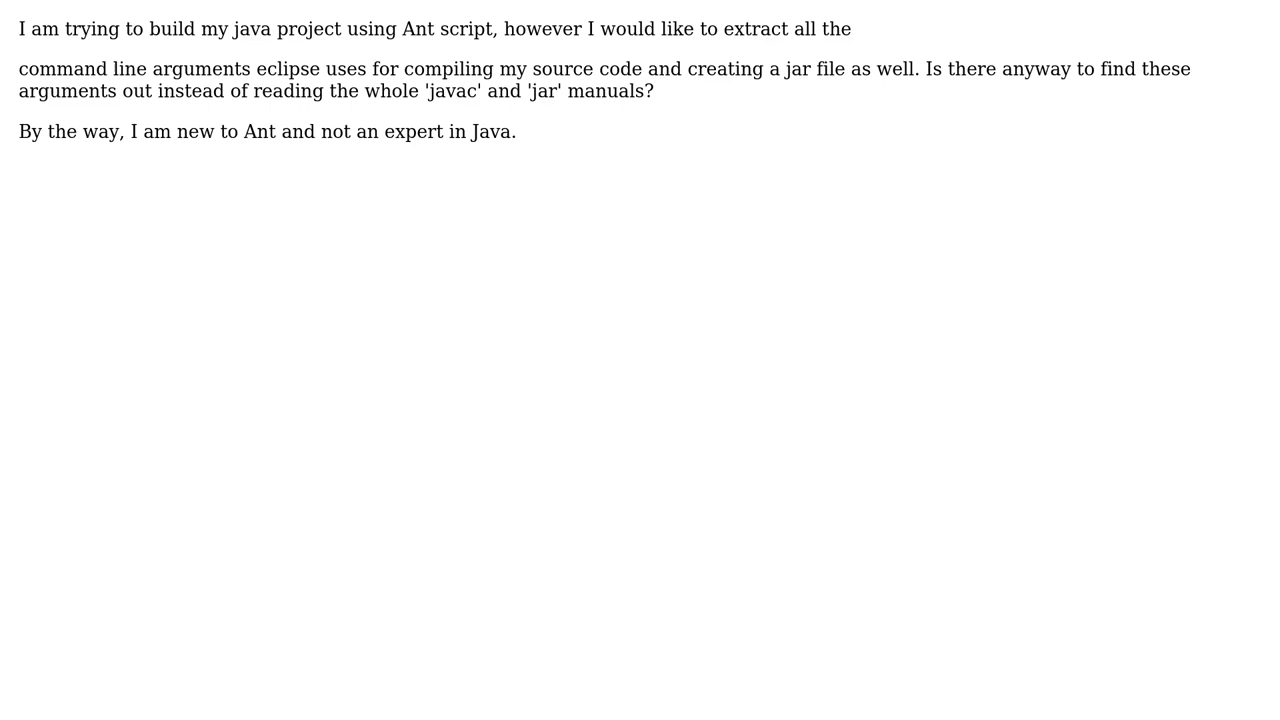 I am trying to build my java project using Ant script, however I would like to extract all the
command line arguments eclipse uses for compiling my source code and creating a jar file as well. Is there anyway to find these
arguments out instead of reading the whole 'javac' and 'jar' manuals?
By the way, I am new to Ant and not an expert in Java.